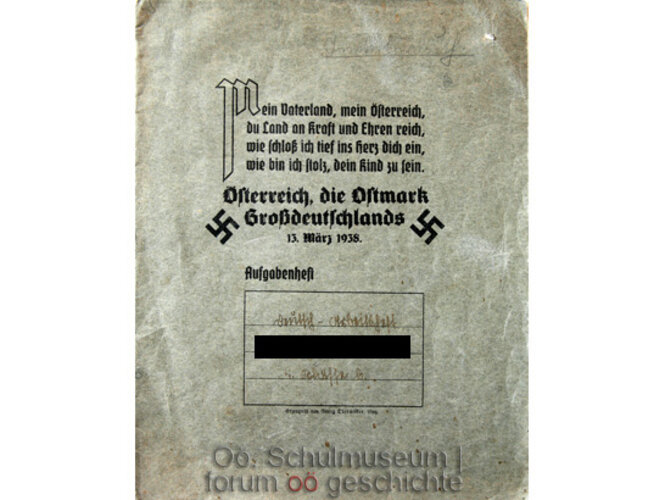 Mein Vaterland, mein Österreich,
du Land an Kraft und Ehren reich,
wie schloß ich tief ins Herz dich ein,
wie bin ich stolz, dein Kind zu sein.
Österreich, die Ostmark
Großdeutschlands
13. März 1938.
Aufgabenheft
Deutsch-Arbeitsheft
Oö. Schulmuseum |
forum oö geschichte